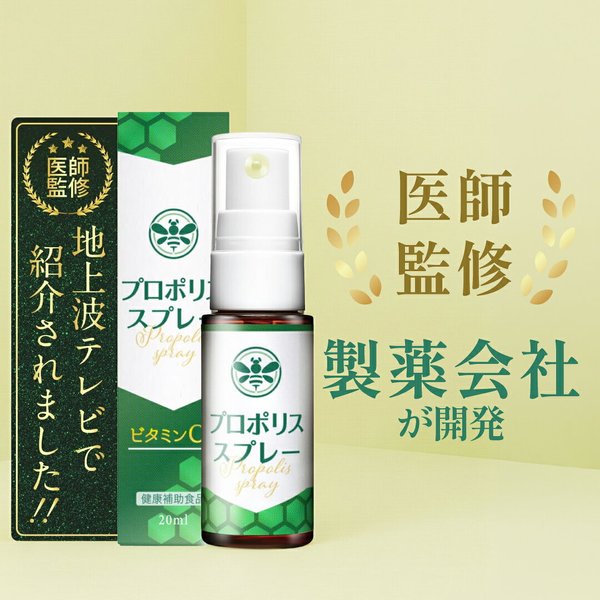 医師
監修
地上波テレビで
紹介されました!!
プロポリス
スプレー
Propolis
spray
ビタミンC
健康補助食品
20ml
プロポリス
スプレー
Propolis
spray
医師
監修
製薬会社
が開発